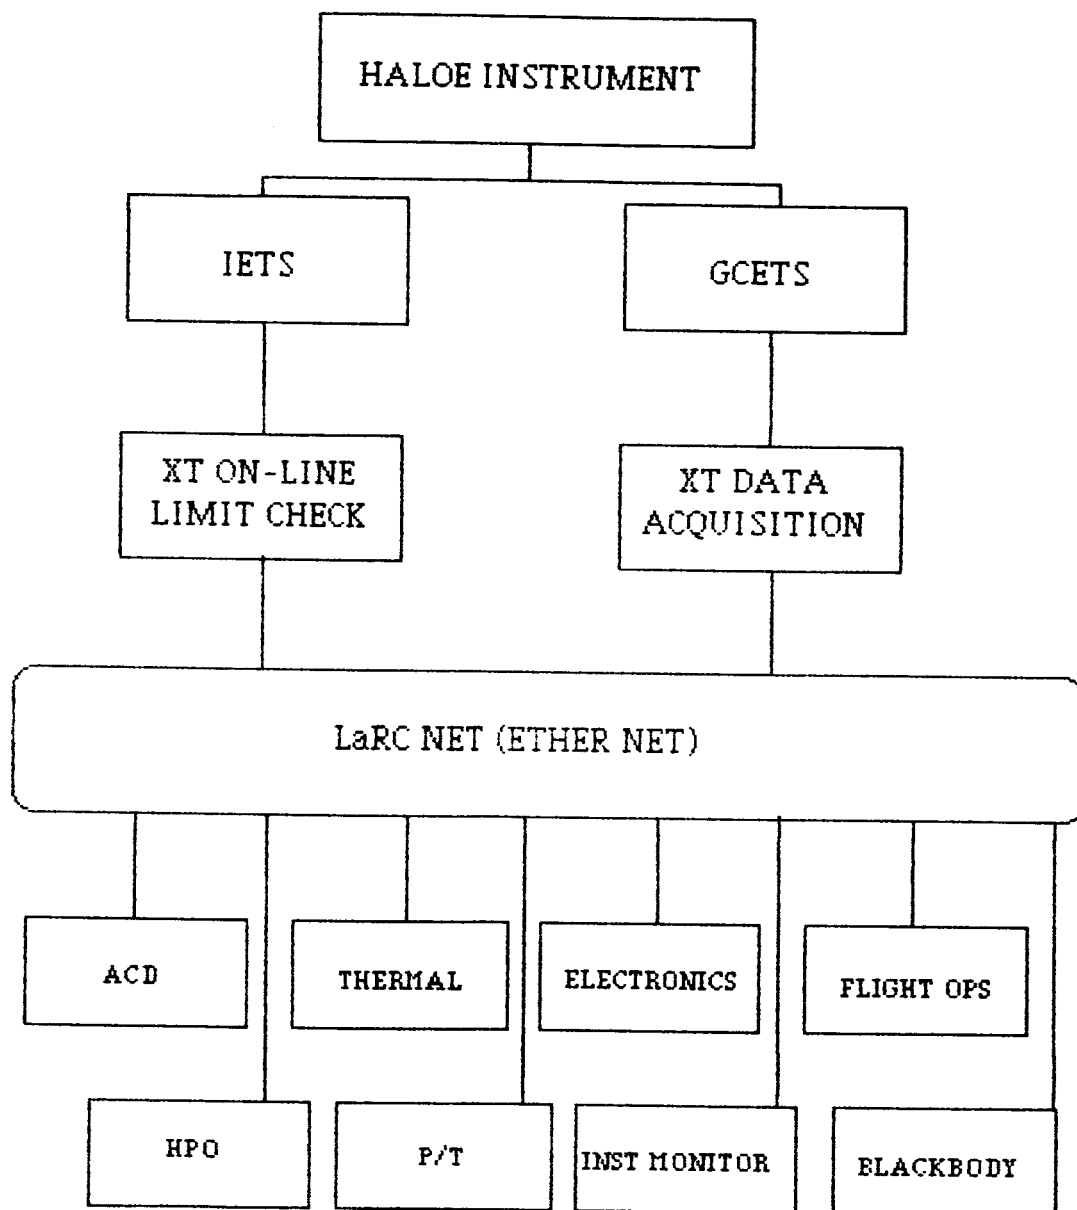 HALOE INSTRUMENT
IETS
GCETS
XT ON-LINE
LIMIT CHECK
XT DATA
ACQUISITION
LaRC NET (ETHER NET)
ACD
THERMAL
ELECTRONICS
FLIGHT OPS
HPO
P/T
INST MONITOR
BLACKBODY